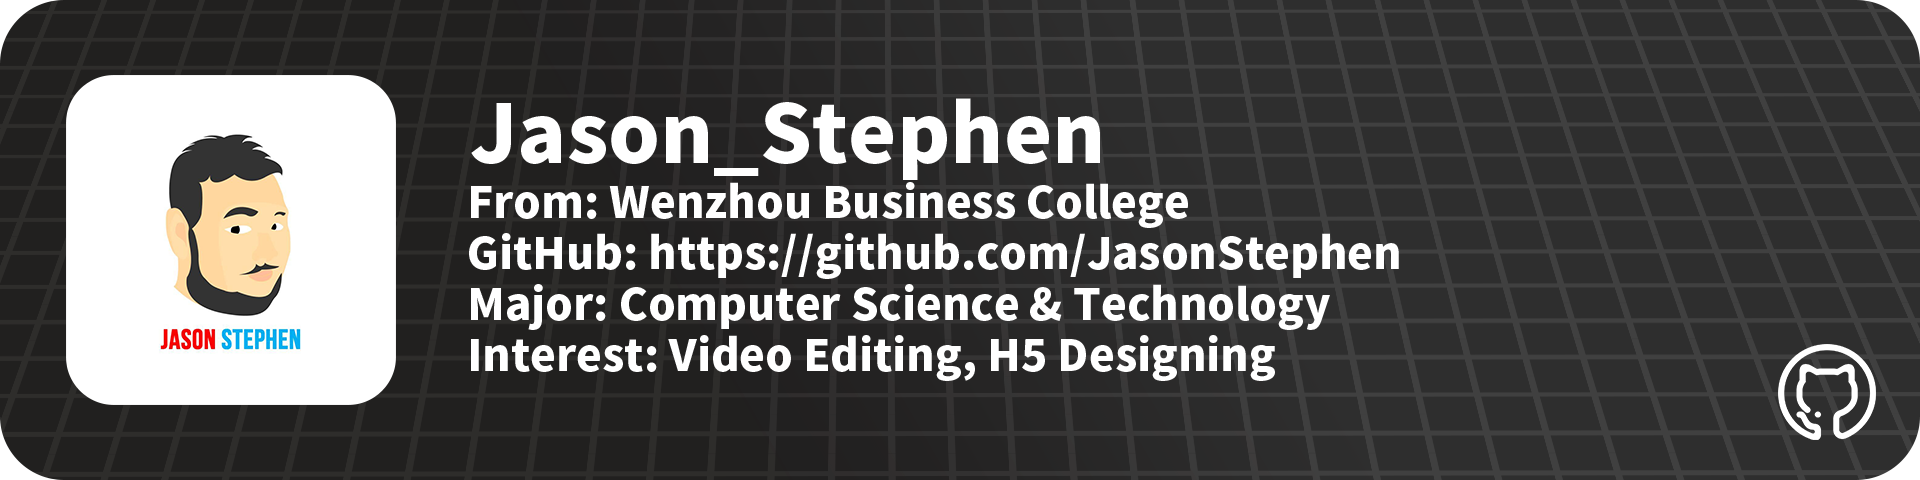 JASON STEPHEN
Jason_Stephen
From: Wenzhou Business College
GitHub: https://github.com/JasonStephen
Major: Computer Science & Technology
Interest: Video Editing, H5 Designing